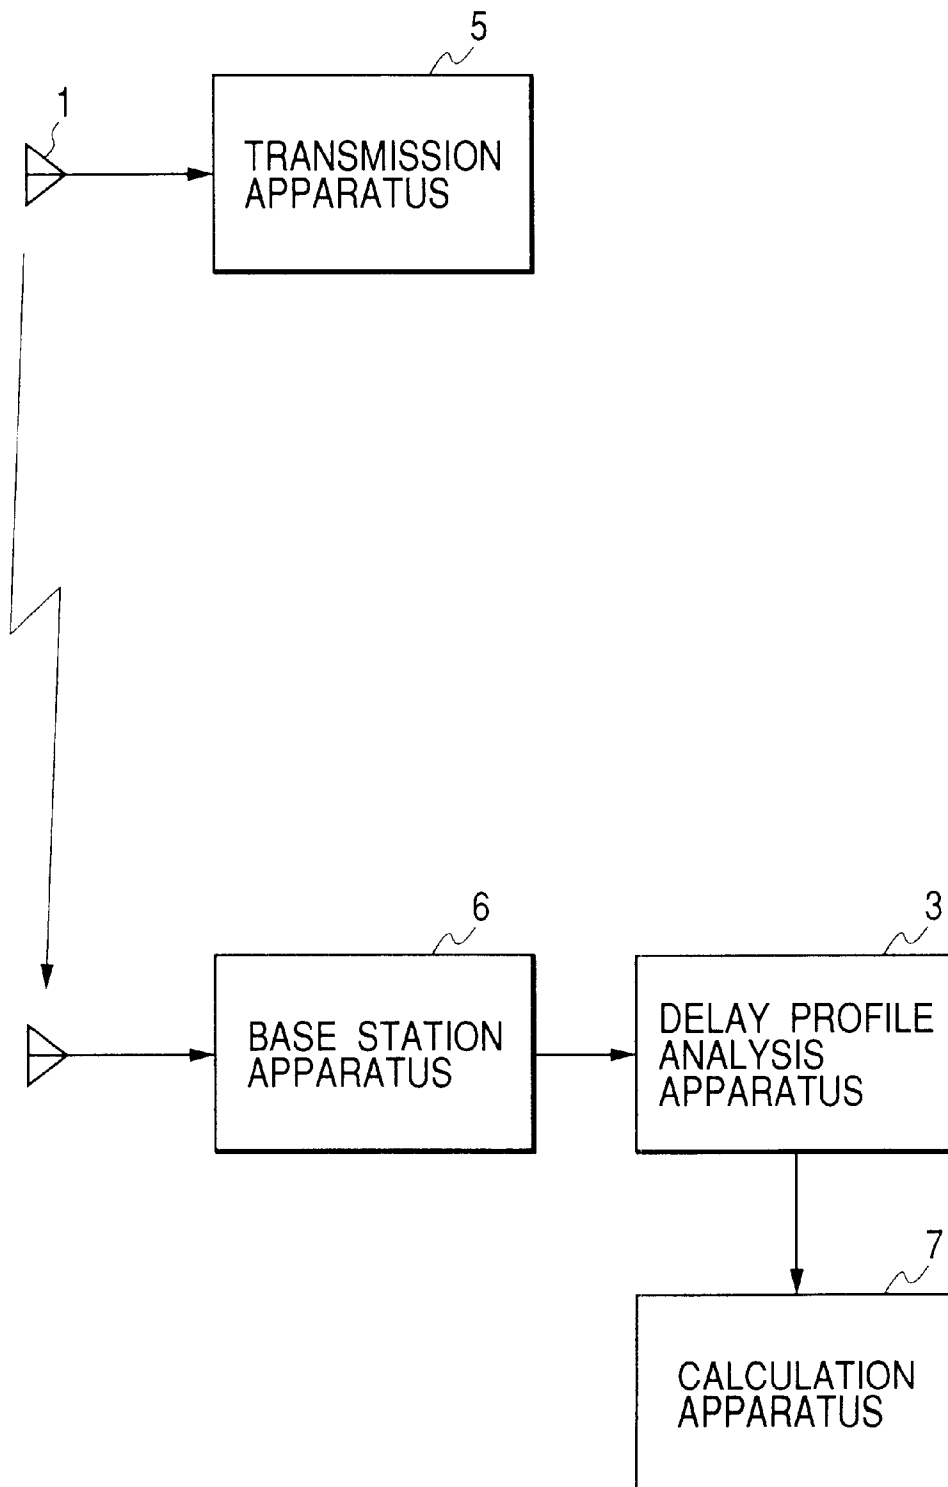 5
1
TRANSMISSION
APPARATUS
6
3
BASE STATION
APPARATUS
DELAY PROFILE
ANALYSIS
APPARATUS
7
CALCULATION
APPARATUS